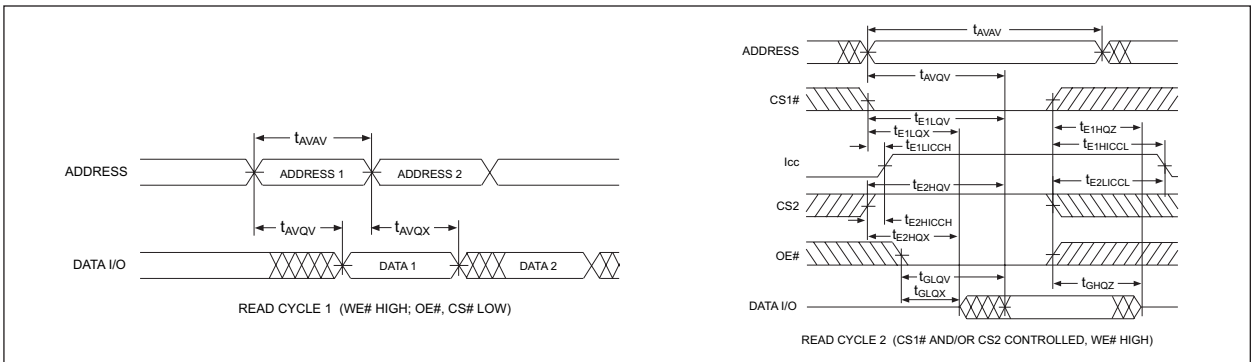 tAVAV
ADDRESS
ADDRESS 1
ADDRESS 2
tAVQV
tAVQX
DATA I/O
DATA 1
DATA 2
READ CYCLE 1 (WE# HIGH; OE#, CS# LOW)
tAVAV
ADDRESS
tAVQV
CS1#
tE1LQV
tE1LQX
tE1HQZ
tE1LICCH
tE1HICCL
Icc
tE2HQV
tE2LICCL
CS2
tE2HICCH
tE2HQX
OE#
tGLQV
tGLQX
tGHQZ
DATA I/O
READ CYCLE 2 (CS1# AND/OR CS2 CONTROLLED, WE# HIGH)